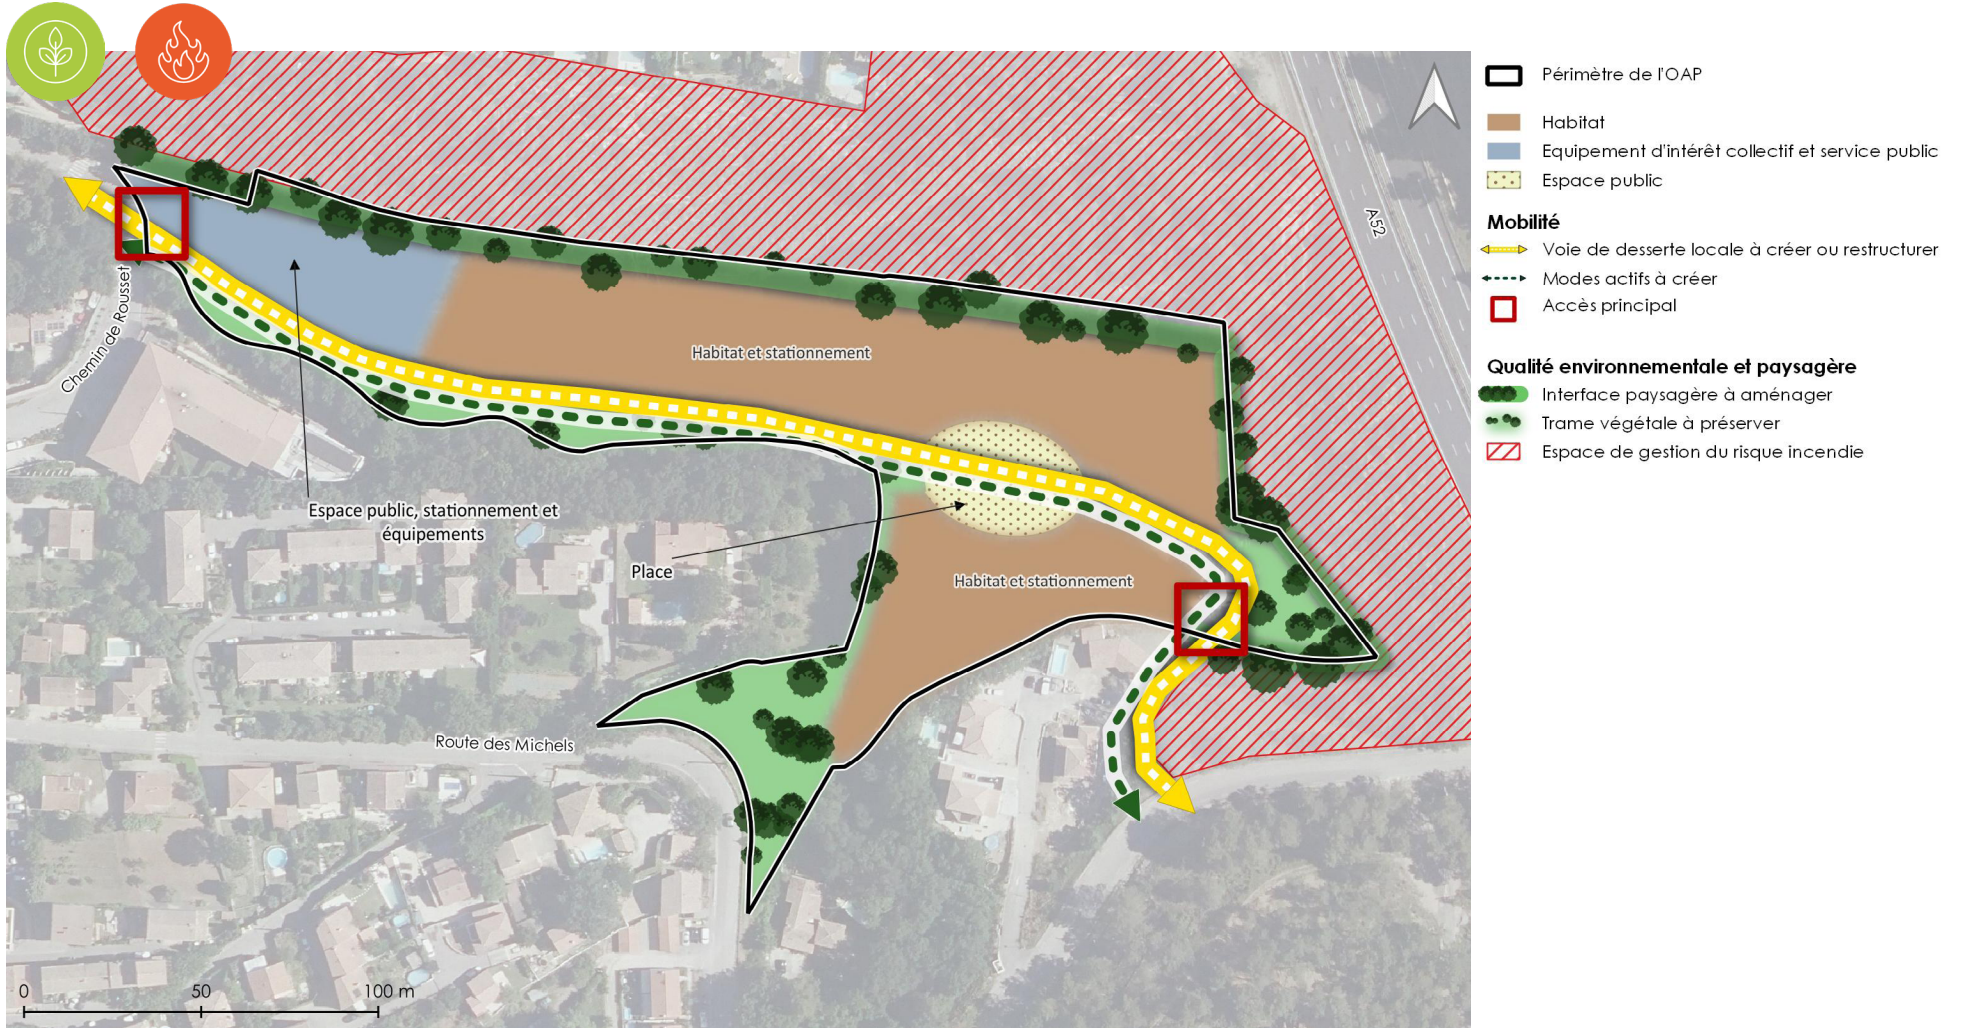 Périmètre de l'OAP
Habitat
Equipement d'intérêt collectif et service public
Espace public
Mobilité
Voie de desserte locale à créer ou restructurer
Modes actifs à créer
Accès principal
Qualité environnementale et paysagère
Interface paysagère à aménager
Trame végétale à préserver
Espace de gestion du risque incendie
A52
Chemin de Rousset
Habitat et stationnement
Espace public, stationnement et
équipements
Place
Habitat et stationnement
Route des Michels
0 50 100 m